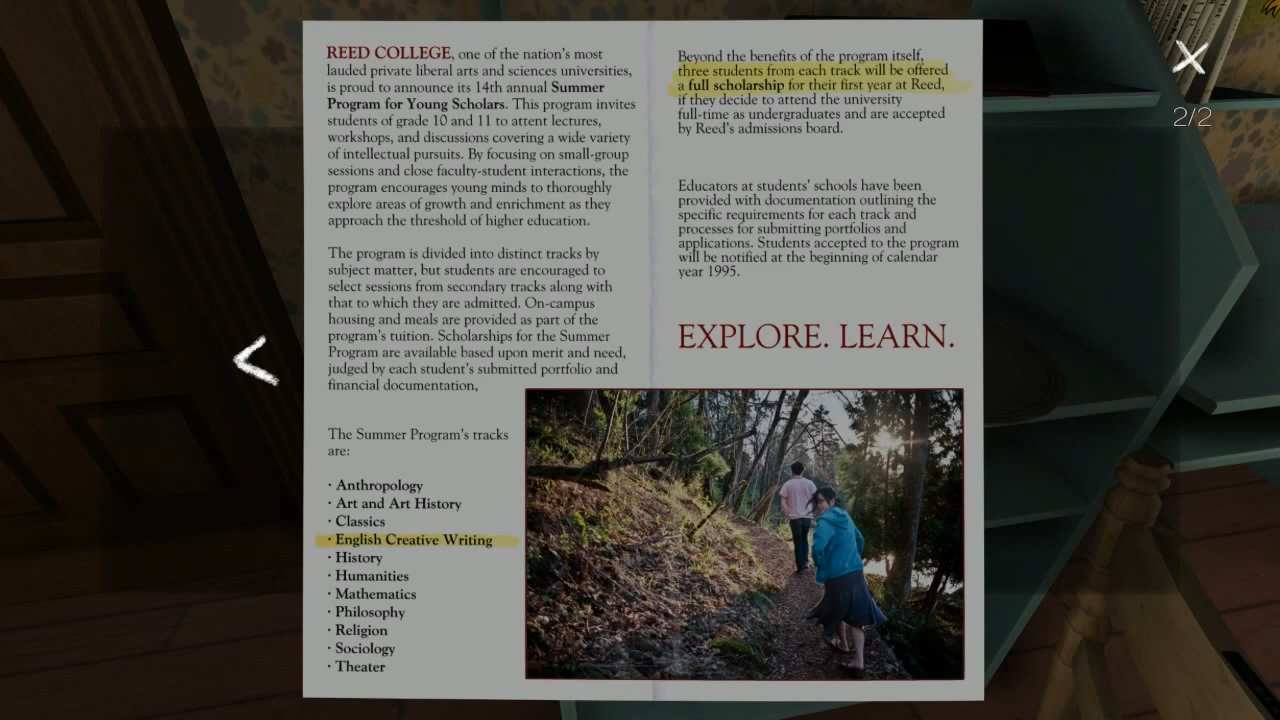 REED COLLEGE, one of the nation's most
lauded private liberal arts and sciences universities,
is proud to announce its 14th annual Summer
Program for Young Scholars. This program invites
students of grade 10 and 11 to attent lectures,
workshops, and discussions covering a wide variety
of intellectual pursuits. By focusing on small-group
sessions and close faculty-student interactions, the
program encourages young minds to thoroughly
explore areas of growth and enrichment as they
approach the threshold of higher education.
The program is divided into distinct tracks by
subject matter, but students are encouraged to
select sessions from secondary tracks along with
that to which they are admitted. On-campus
housing and meals are provided as part of the
program's tuition. Scholarships for the Summer
Program are available based upon merit and need,
judged by each student's submitted portfolio and
financial documentation,
The Summer Program's tracks
are:
· Anthropology
· Art and Art History
· Classics
· English Creative Writing
· History
· Humanities
· Mathematics
· Philosophy
· Religion
· Sociology
· Theater
Beyond the benefits of the program itself,
three students from each track will be offered
a full scholarship for their first year at Reed,
if they decide to attend the university
full-time as undergraduates and are accepted
by Reed's admissions board.
Educators at students' schools have been
provided with documentation outlining the
specific requirements for each track and
processes for submitting portfolios and
applications. Students accepted to the program
will be notified at the beginning of calendar
year 1995.
EXPLORE. LEARN.
2/2